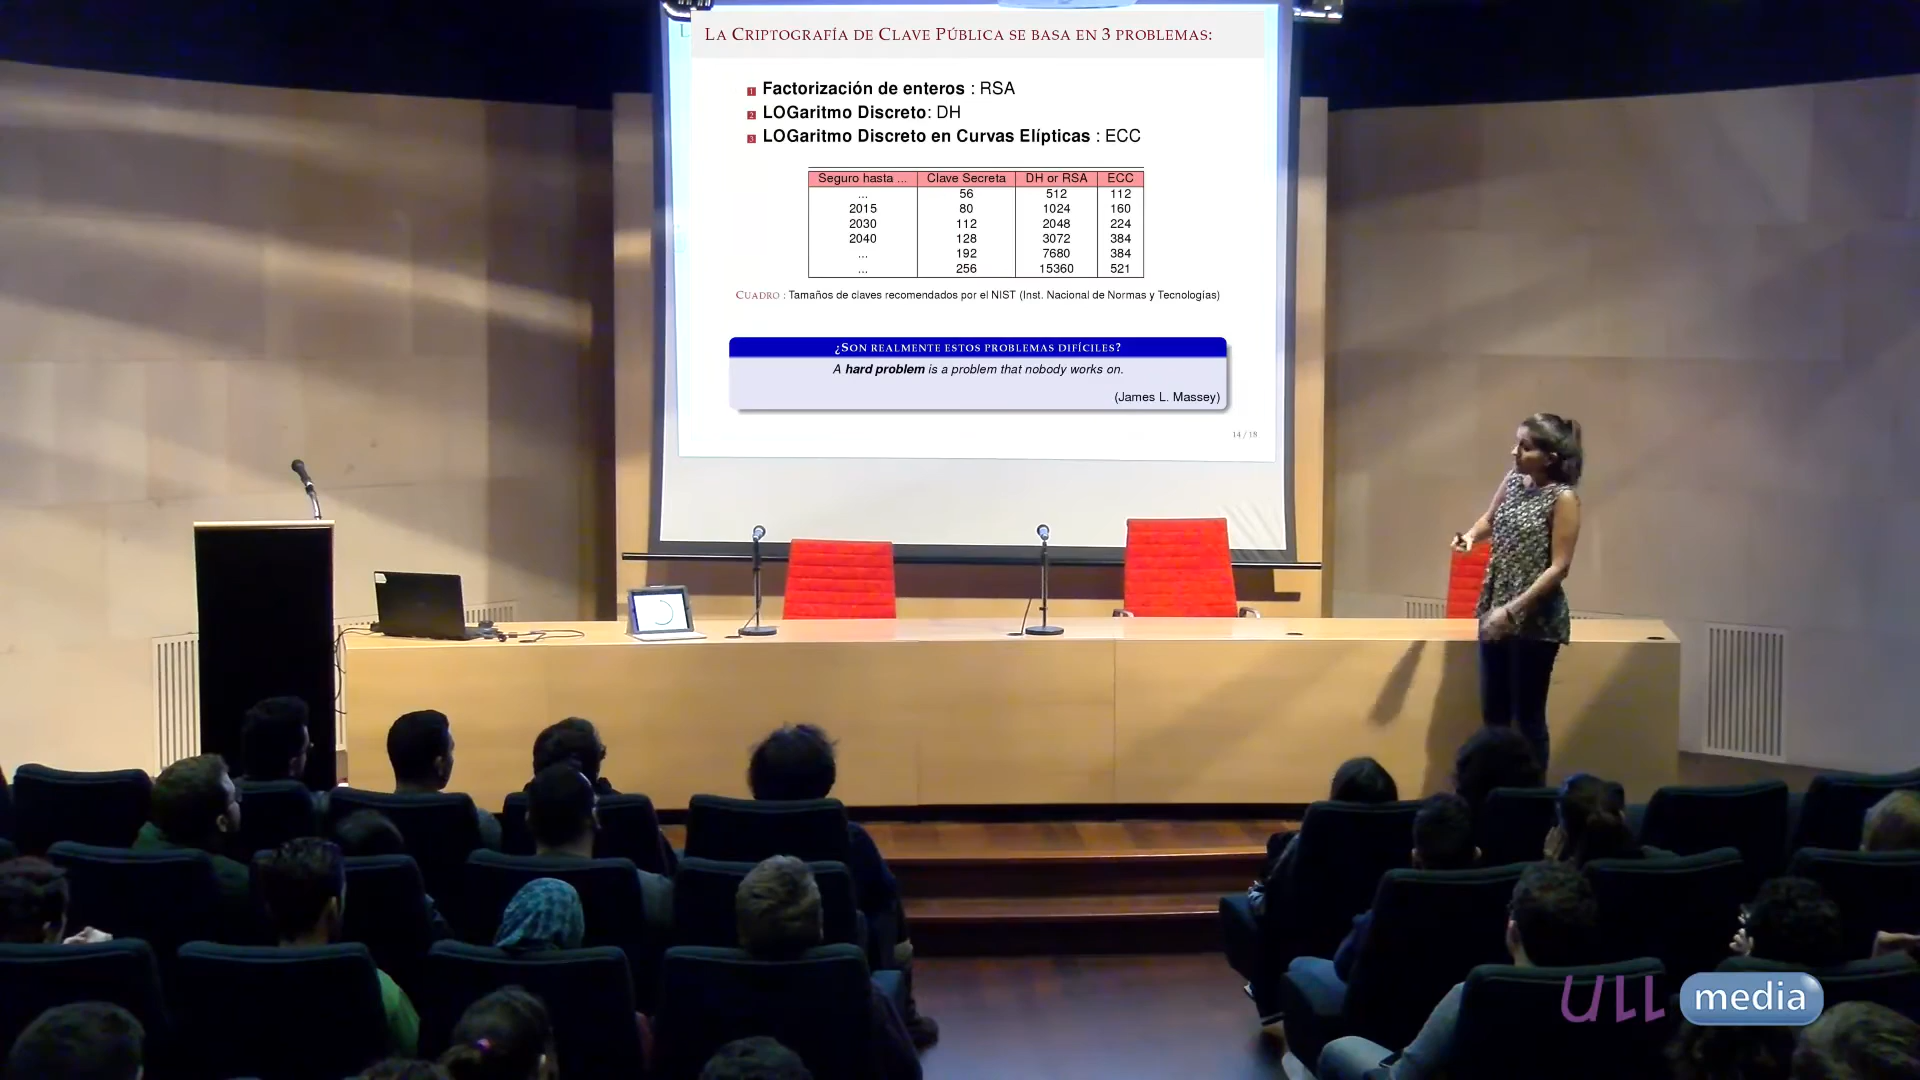 LA CRIPTOGRAFÍA DE CLAVE PÚBLICA SE BASA EN 3 PROBLEMAS:
1 Factorización de enteros : RSA
2 LOGaritmo Discreto: DH
3 LOGaritmo Discreto en Curvas Elípticas : ECC
Seguro hasta ... Clave Secreta DH or RSA ECC
... 56 512 112
2015 80 1024 160
2030 112 2048 224
2040 128 3072 384
... 192 7680 384
... 256 15360 521
CUADRO : Tamaños de claves recomendados por el NIST (Inst. Nacional de Normas y Tecnologías)
¿SON REALMENTE ESTOS PROBLEMAS DIFÍCILES?
A hard problem is a problem that nobody works on.
(James L. Massey)
14 / 18
ULL media